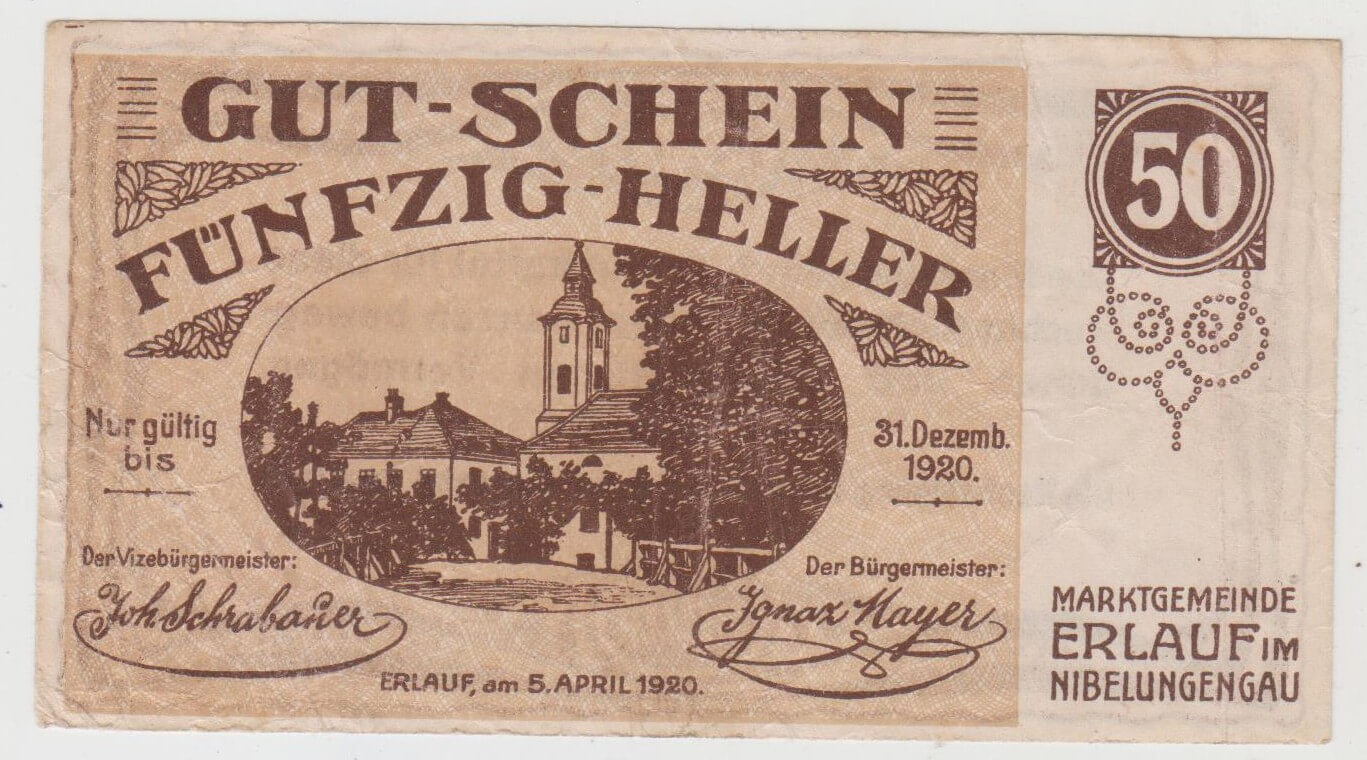 GUT-SCHEIN
FÜNFZIG-HELLER
50
Nur gültig
bis
31. Dezemb.
1920.
Der Vizebürgermeister:
Joh Schrabauer
Der Bürgermeister:
Ignaz Mayer
ERLAUF, am 5. APRIL 1920.
MARKTGEMEINDE
ERLAUF IM
NIBELUNGENGAU